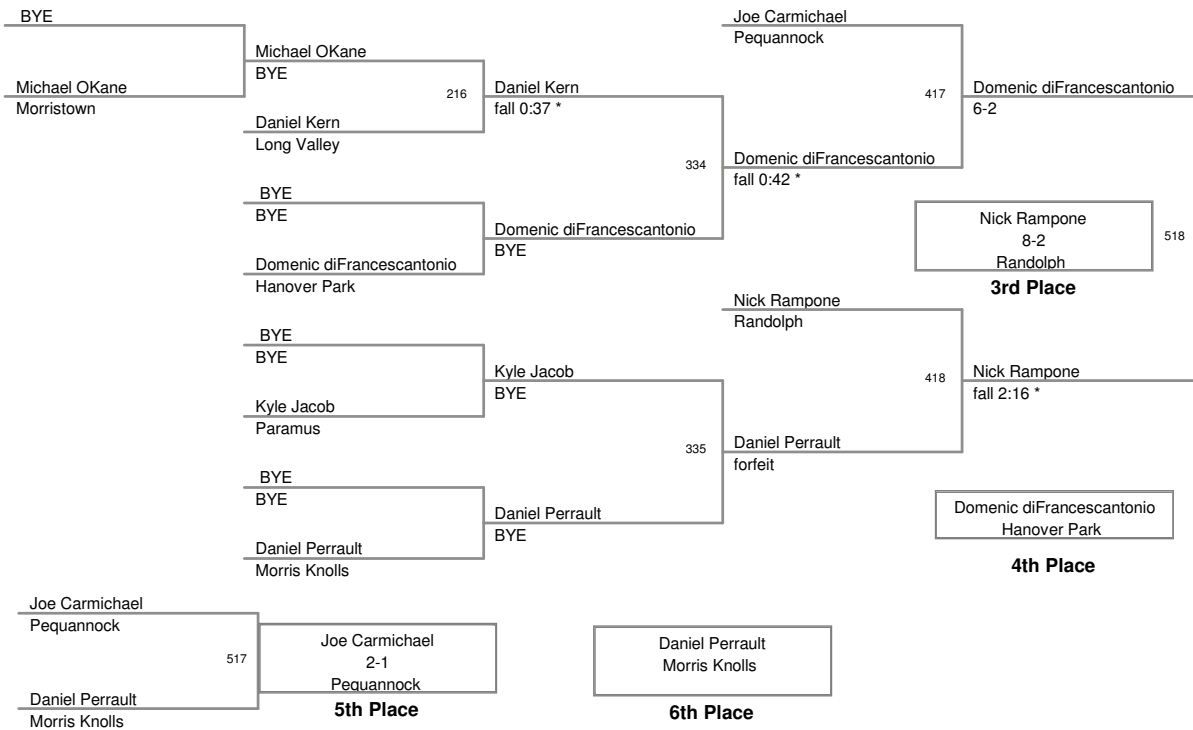 BYE
Michael OKane
Morristown
Michael OKane
BYE
216
Daniel Kern
Long Valley
BYE
BYE
Domenic diFrancescantonio
Hanover Park
BYE
BYE
Kyle Jacob
Paramus
BYE
BYE
Daniel Perrault
Morris Knolls
Daniel Kern
fall 0:37 *
334
Domenic diFrancescantonio
BYE
Kyle Jacob
BYE
335
Daniel Perrault
BYE
Joe Carmichael
Pequannock
417
Domenic diFrancescantonio
fall 0:42 *
Nick Rampone
Randolph
418
Daniel Perrault
forfeit
Domenic diFrancescantonio
6-2
Nick Rampone
8-2
Randolph
518
3rd Place
Nick Rampone
fall 2:16 *
Domenic diFrancescantonio
Hanover Park
4th Place
Joe Carmichael
Pequannock
517
Daniel Perrault
Morris Knolls
Joe Carmichael
2-1
Pequannock
5th Place
Daniel Perrault
Morris Knolls
6th Place